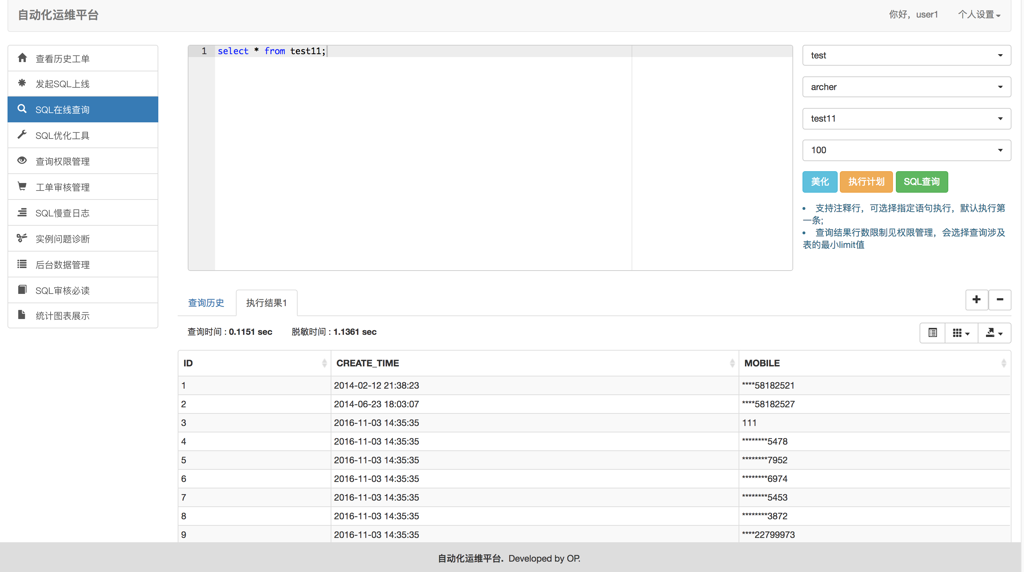 自动化运维平台
你好，user1 个人设置
查看历史工单
发起SQL上线
SQL在线查询
SQL优化工具
查询权限管理
工单审核管理
SQL慢查日志
实例问题诊断
后台数据管理
SQL审核必读
统计图表展示
1 select * from test11;
test
archer
test11
100
美化 执行计划 SQL查询
• 支持注释行，可选择指定语句执行，默认执行第
一条;
• 查询结果行数限制见权限管理，会选择查询涉及
表的最小limit值
查询历史 执行结果1
查询时间 : 0.1151 sec 脱敏时间 : 1.1361 sec
ID CREATE_TIME MOBILE
1 2014-02-12 21:38:23 ****58182521
2 2014-06-23 18:03:07 ****58182527
3 2016-11-03 14:35:35 111
4 2016-11-03 14:35:35 ********5478
5 2016-11-03 14:35:35 ********7952
6 2016-11-03 14:35:35 ********6974
7 2016-11-03 14:35:35 ********5453
8 2016-11-03 14:35:35 ********3872
9 2016-11-03 14:35:35 ****22799973
自动化运维平台. Developed by OP.